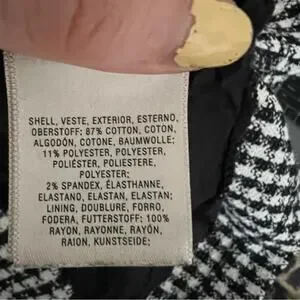 SHELL, VESTE, EXTERIOR, ESTERNO,
OBERSTOFF: 87% COTTON, COTON,
ALGODÓN, COTONE, BAUMWOLLE;
11% POLYESTER, POLYESTER,
POLIÉSTER, POLIESTERE,
POLYESTER;
2% SPANDEX, ÉLASTHANNE,
ELASTANO, ELASTAN, ELASTAN;
LINING, DOUBLURE, FORRO,
FODERA, FUTTERSTOFF: 100%
RAYON, RAYONNE, RAYÓN,
RAION, KUNSTSEIDE;